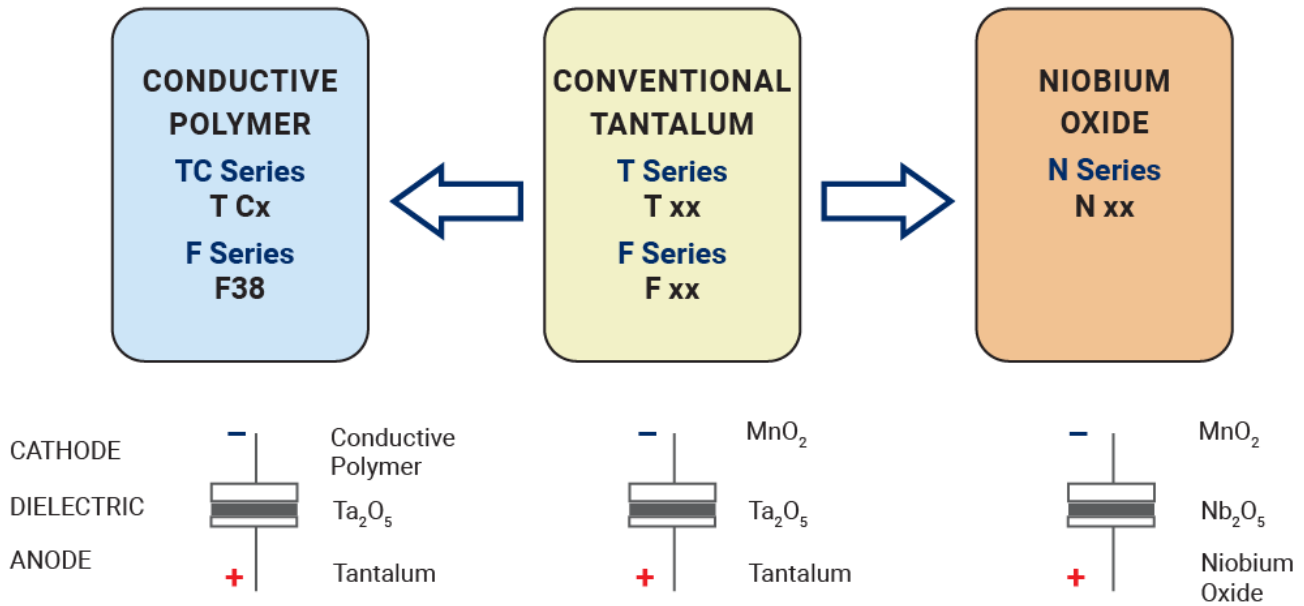 CONDUCTIVE
POLYMER
TC Series
T Cx
F Series
F38
CONVENTIONAL
TANTALUM
T Series
T xx
F Series
F xx
NIOBIUM
OXIDE
N Series
N xx
CATHODE
DIELECTRIC
ANODE
−
Conductive
Polymer
Ta₂O₅
+
Tantalum
−
MnO₂
Ta₂O₅
+
Tantalum
−
MnO₂
Nb₂O₅
+
Niobium
Oxide